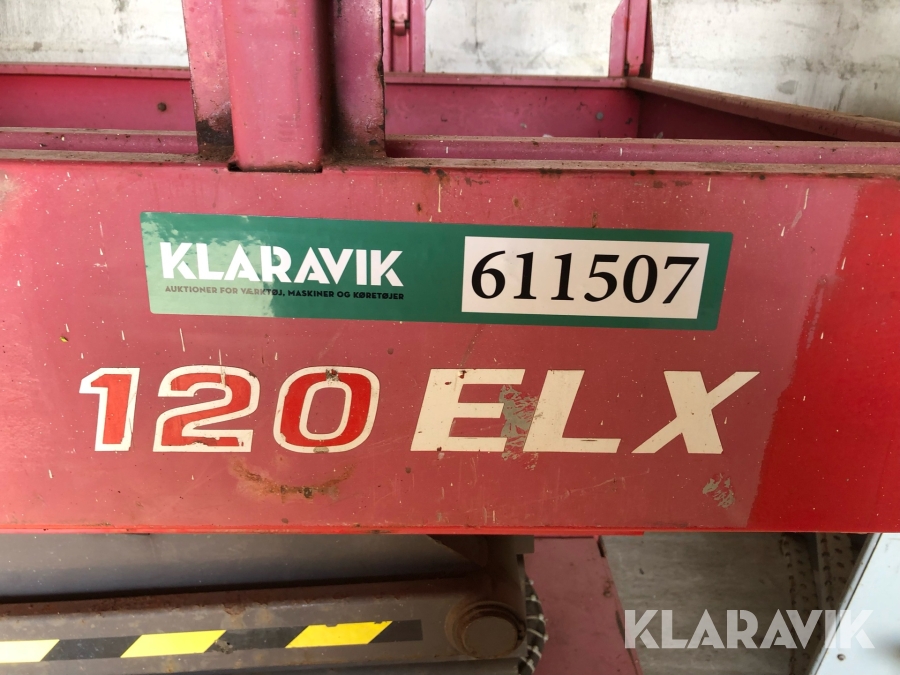 KLARAVIK 611507
AUKTIONER FOR VÆRKTØJ, MASKINER OG KØRETØJER
120 ELX
KLARAVIK